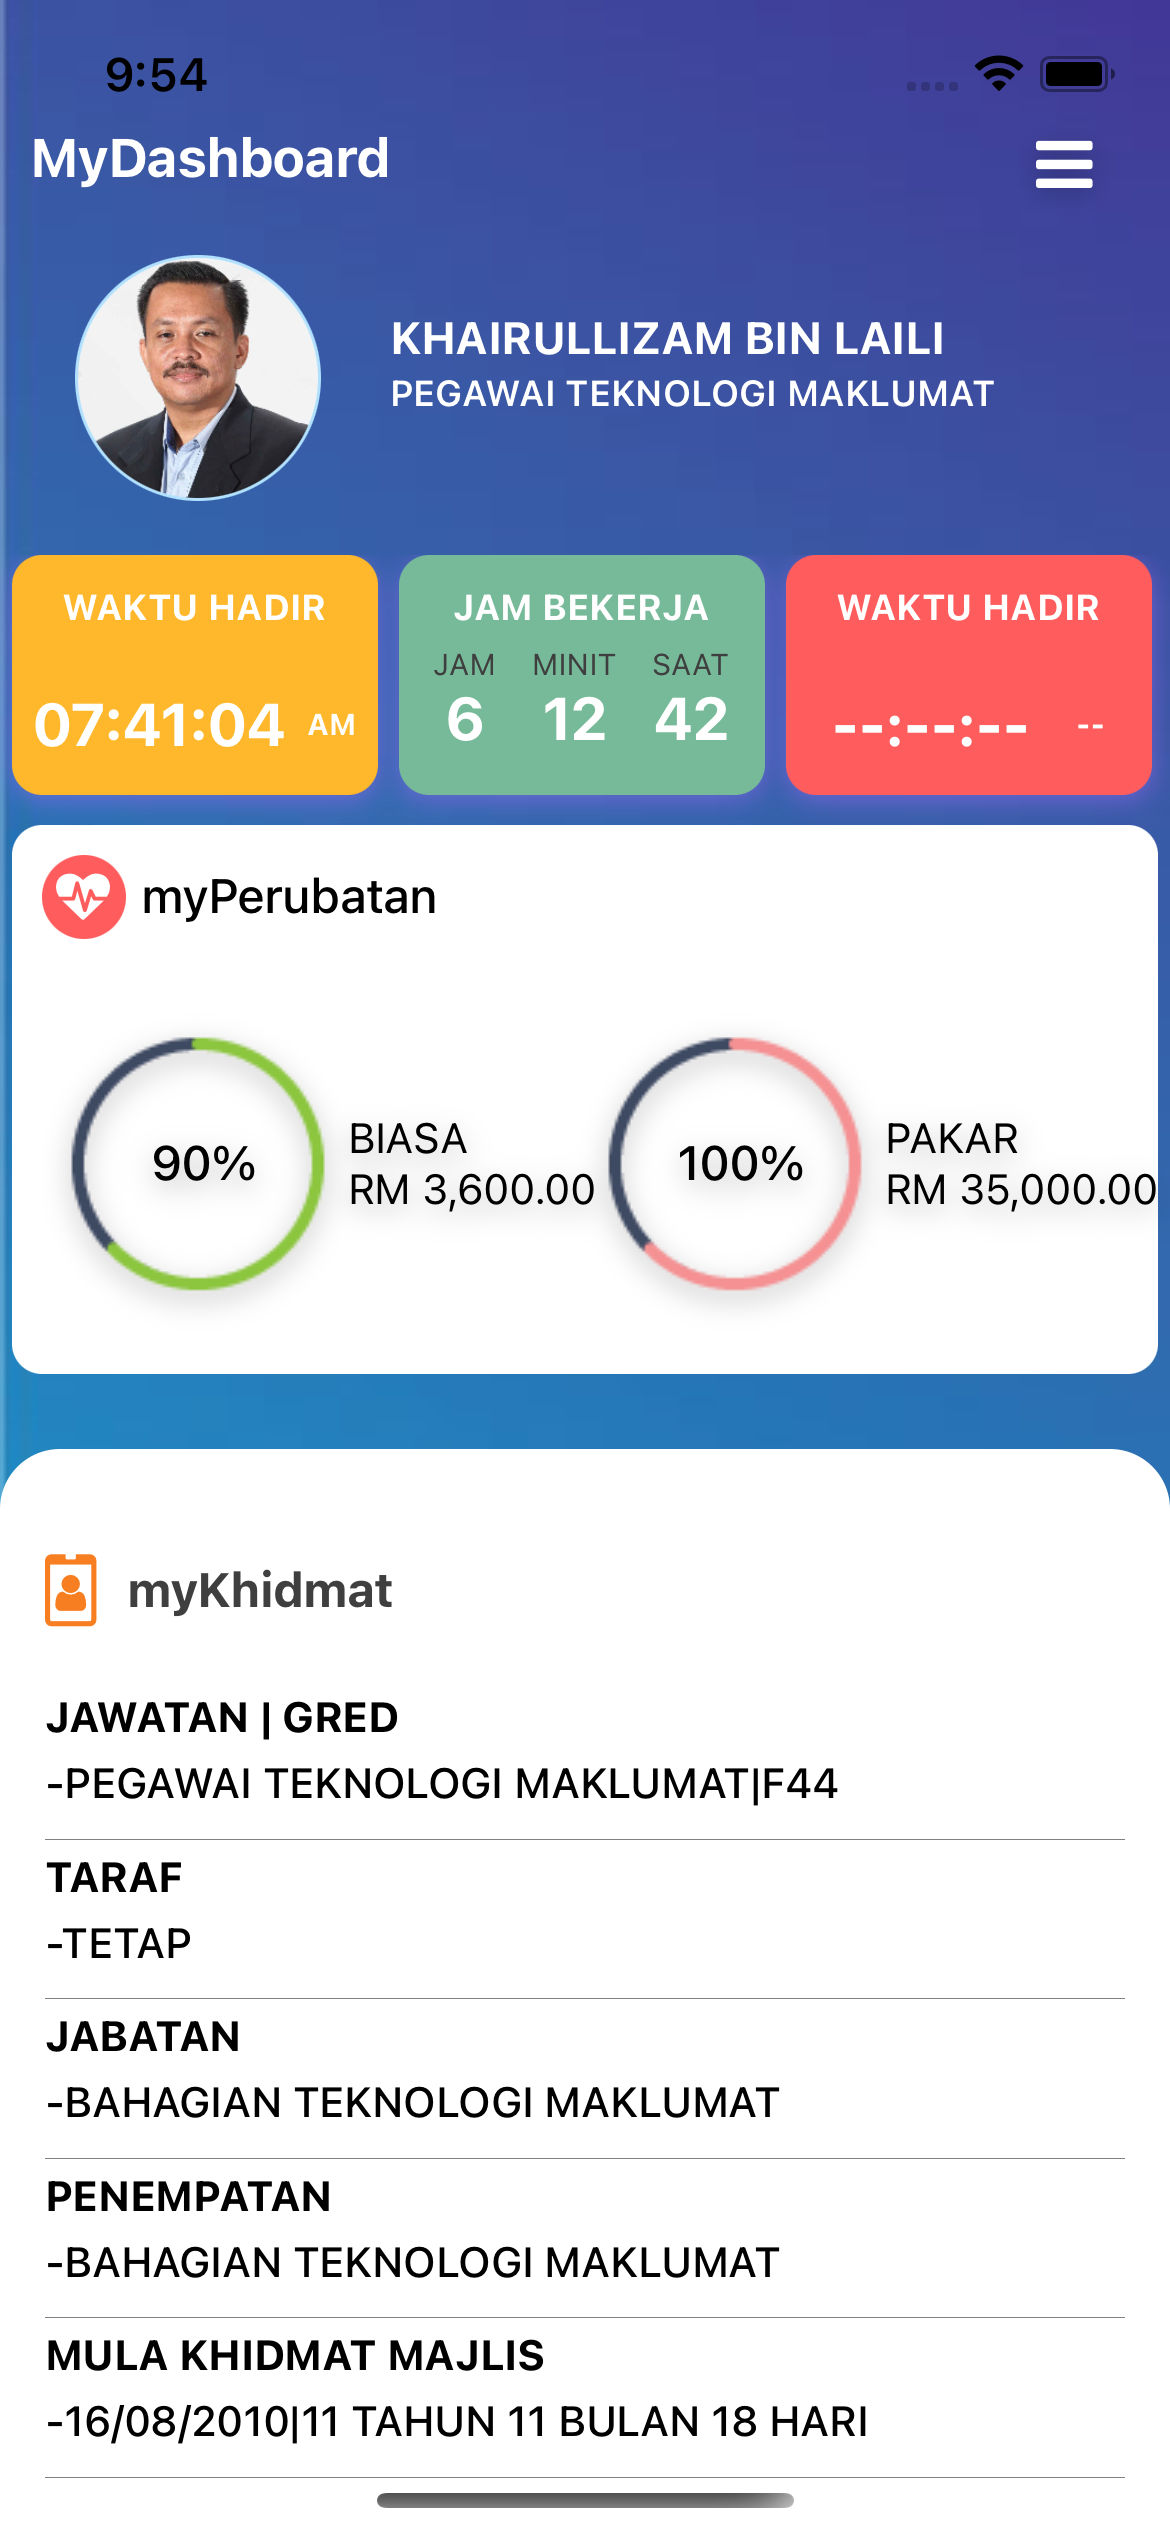 9:54
MyDashboard
KHAIRULLIZAM BIN LAILI
PEGAWAI TEKNOLOGI MAKLUMAT
WAKTU HADIR
07:41:04 AM
JAM BEKERJA
JAM MINIT SAAT
6 12 42
WAKTU HADIR
--:--:-- --
myPerubatan
90%
BIASA
RM 3,600.00
100%
PAKAR
RM 35,000.00
myKhidmat
JAWATAN | GRED
-PEGAWAI TEKNOLOGI MAKLUMAT|F44
TARAF
-TETAP
JABATAN
-BAHAGIAN TEKNOLOGI MAKLUMAT
PENEMPATAN
-BAHAGIAN TEKNOLOGI MAKLUMAT
MULA KHIDMAT MAJLIS
-16/08/2010|11 TAHUN 11 BULAN 18 HARI